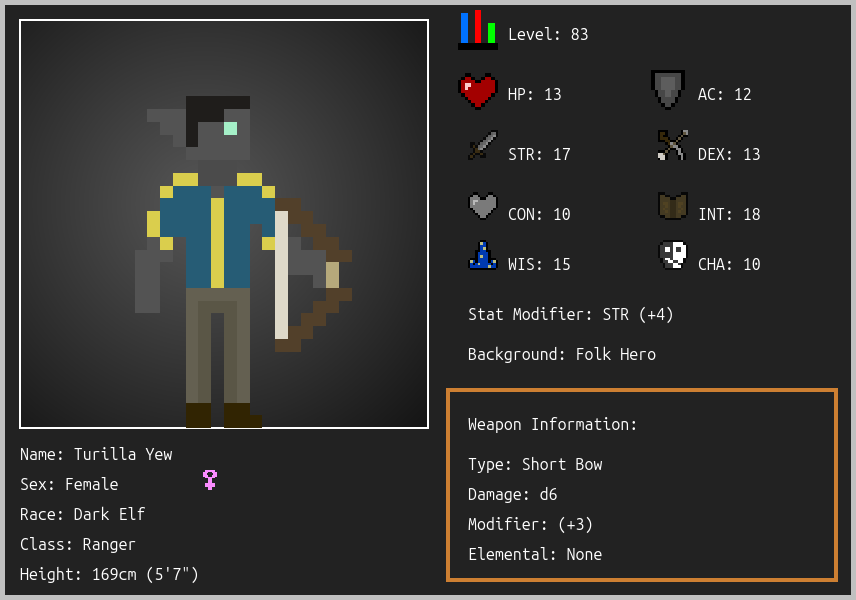 Level: 83
HP: 13
AC: 12
STR: 17
DEX: 13
CON: 10
INT: 18
WIS: 15
CHA: 10
Stat Modifier: STR (+4)
Background: Folk Hero
Weapon Information:
Type: Short Bow
Damage: d6
Modifier: (+3)
Elemental: None
Name: Turilla Yew
Sex: Female
Race: Dark Elf
Class: Ranger
Height: 169cm (5'7")